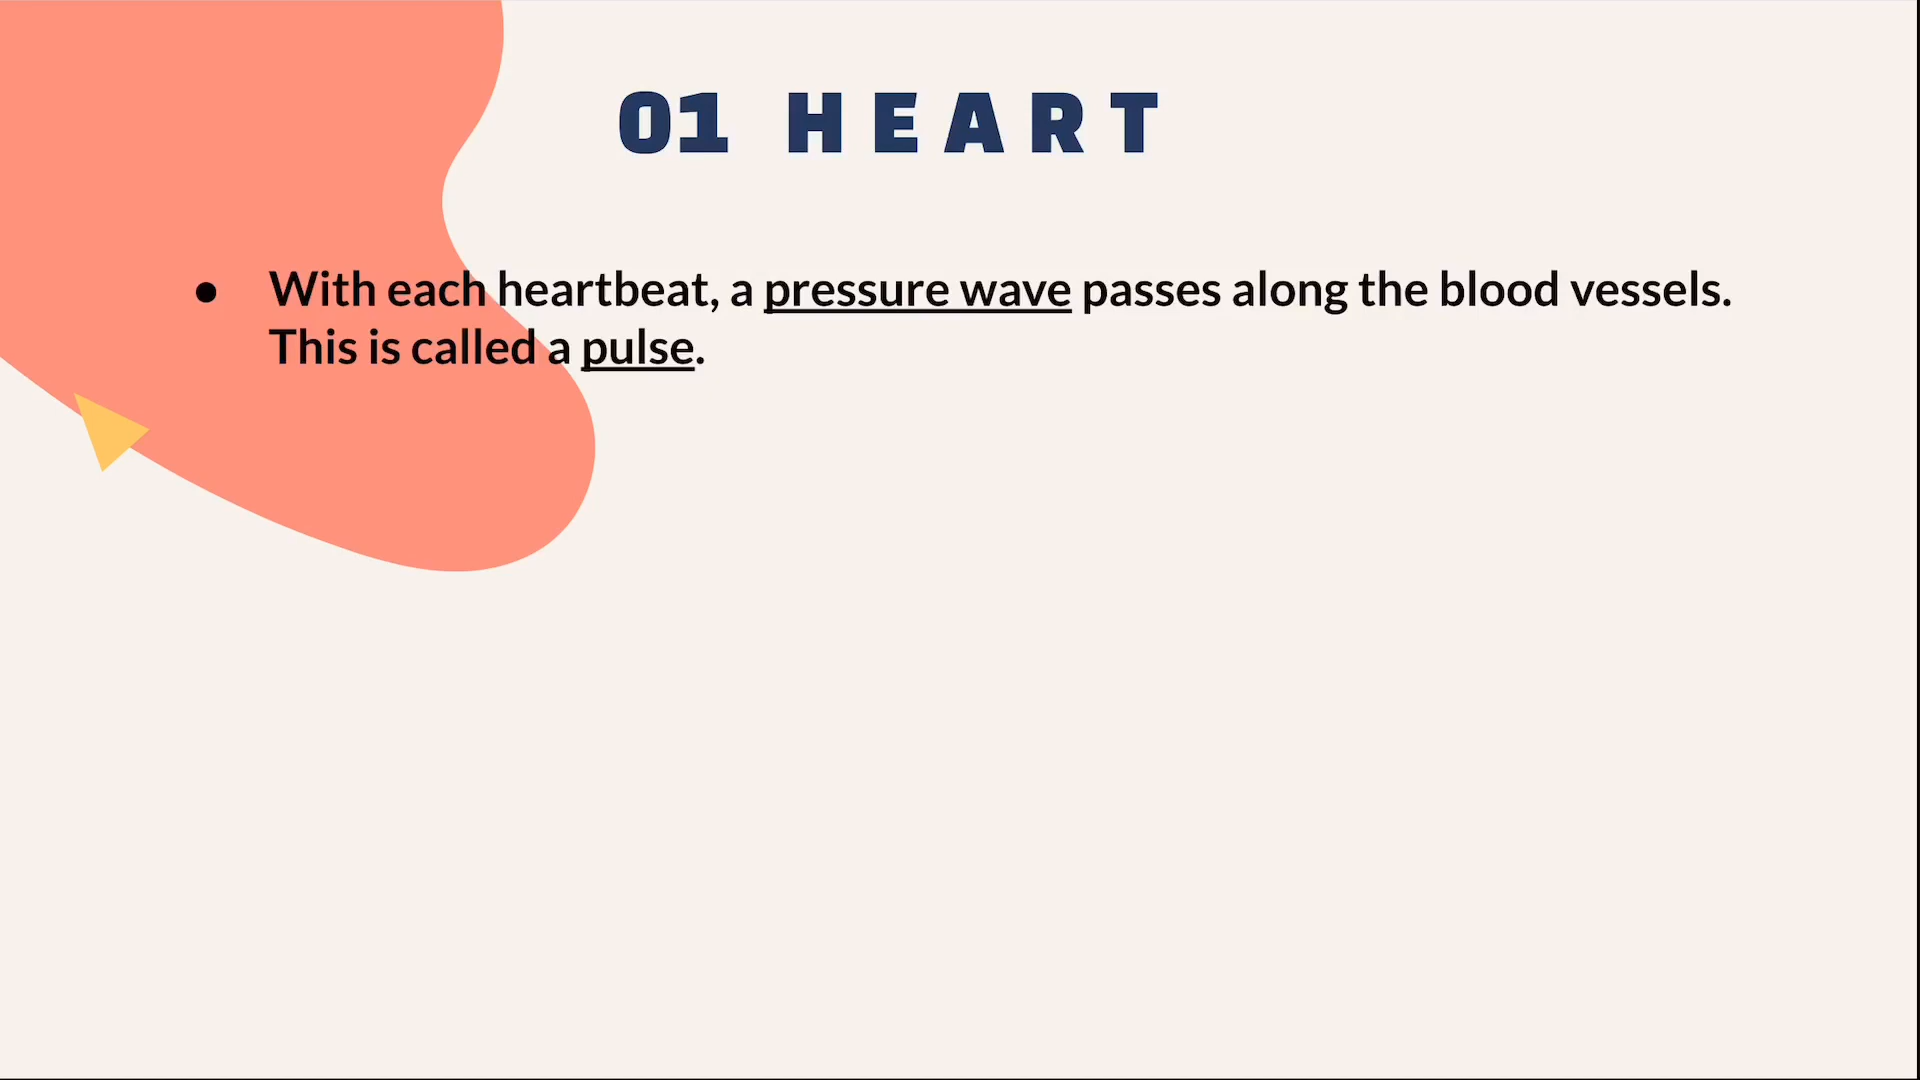 01 HEART
● With each heartbeat, a pressure wave passes along the blood vessels.
This is called a pulse.